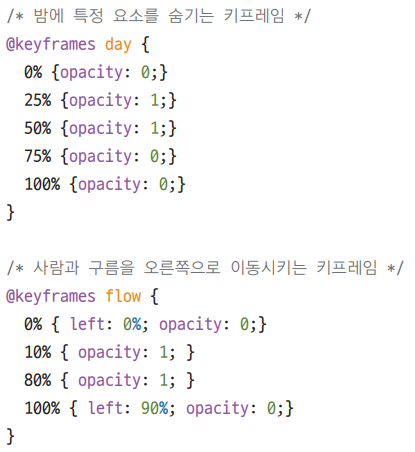 /* 밤에 특정 요소를 숨기는 키프레임 */
@keyframes day {
  0% {opacity: 0;}
  25% {opacity: 1;}
  50% {opacity: 1;}
  75% {opacity: 0;}
  100% {opacity: 0;}
}

/* 사람과 구름을 오른쪽으로 이동시키는 키프레임 */
@keyframes flow {
  0% { left: 0%; opacity: 0;}
  10% { opacity: 1; }
  80% { opacity: 1; }
  100% { left: 90%; opacity: 0;}
}